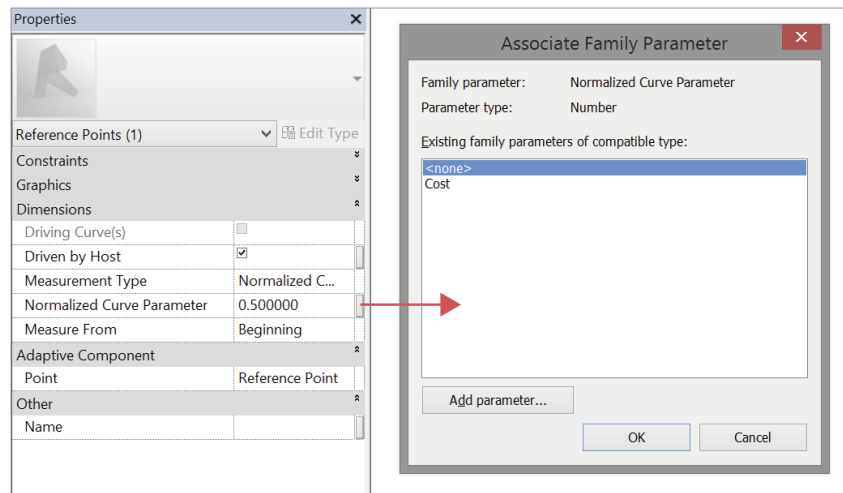 Properties
Reference Points (1)
Edit Type
Constraints
Graphics
Dimensions
Driving Curve(s)
Driven by Host
Measurement Type Normalized C...
Normalized Curve Parameter 0.500000
Measure From Beginning
Adaptive Component
Point Reference Point
Other
Name
Associate Family Parameter
Family parameter: Normalized Curve Parameter
Parameter type: Number
Existing family parameters of compatible type:
<none>
Cost
Add parameter...
OK Cancel